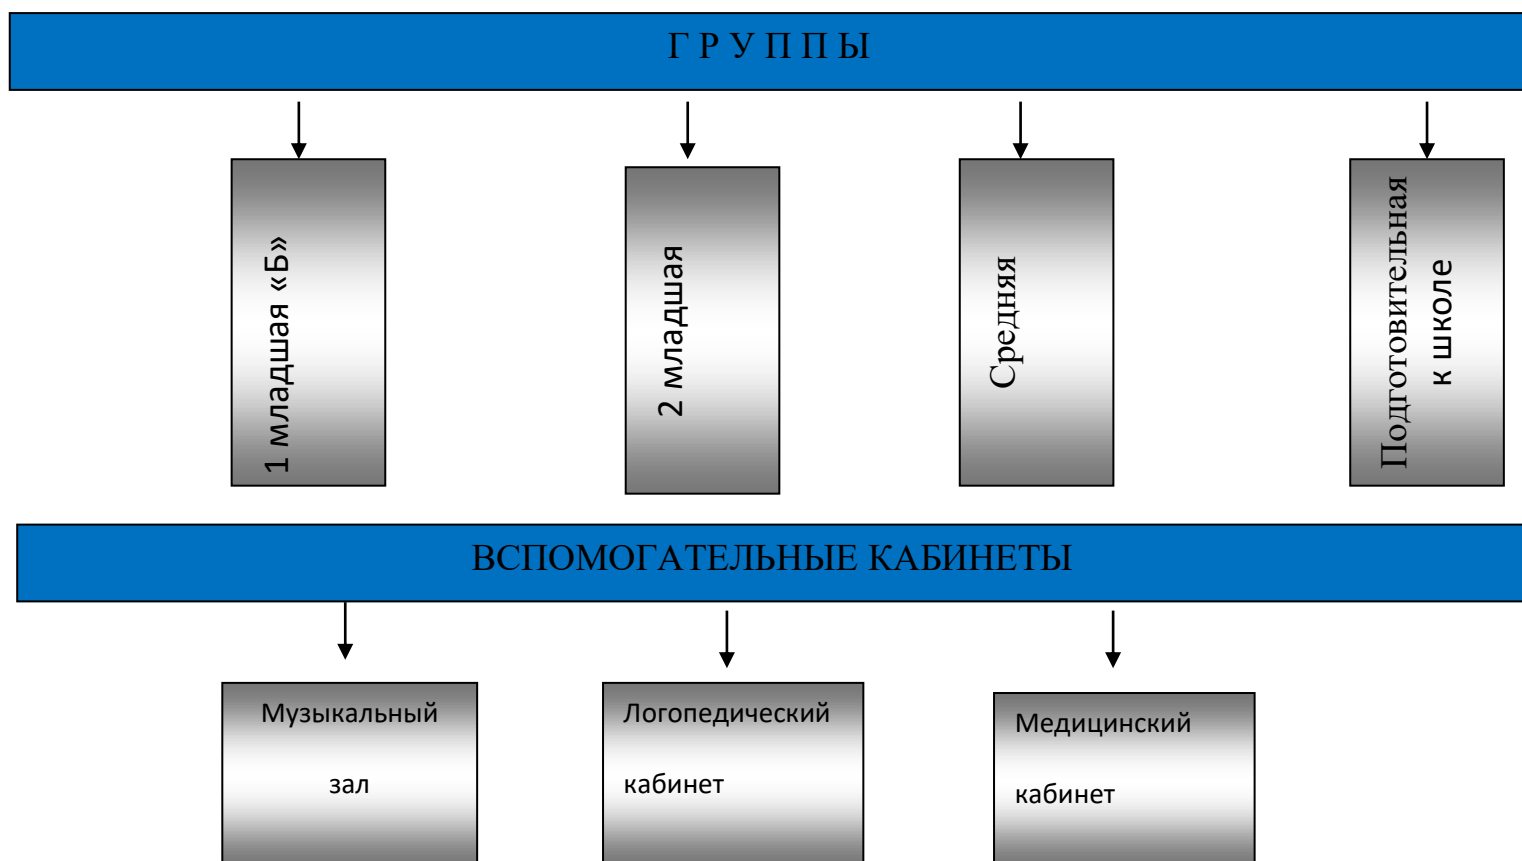 Г Р У П П Ы
1 младшая «Б»
2 младшая
Средняя
Подготовительная
к школе
ВСПОМОГАТЕЛЬНЫЕ КАБИНЕТЫ
Музыкальный
зал
Логопедический
кабинет
Медицинский
кабинет